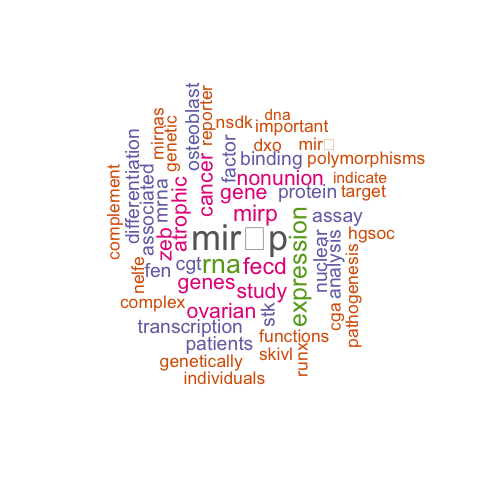 dna
nsdk
important
mirnas
genetic
osteoblast
reporter
dxo
mir□
factor
binding
polymorphisms
differentiation
associated
mrna
atrophic
cancer
nonunion
indicate
gene
protein
target
complement
zeb
mirp
assay
mir□p
expression
nuclear
analysis
hgsoc
nelfe
fen
cgt
rna
fecd
genes
study
pathogenesis
complex
ovarian
stk
cga
transcription
patients
functions
runx
genetically
skivl
individuals